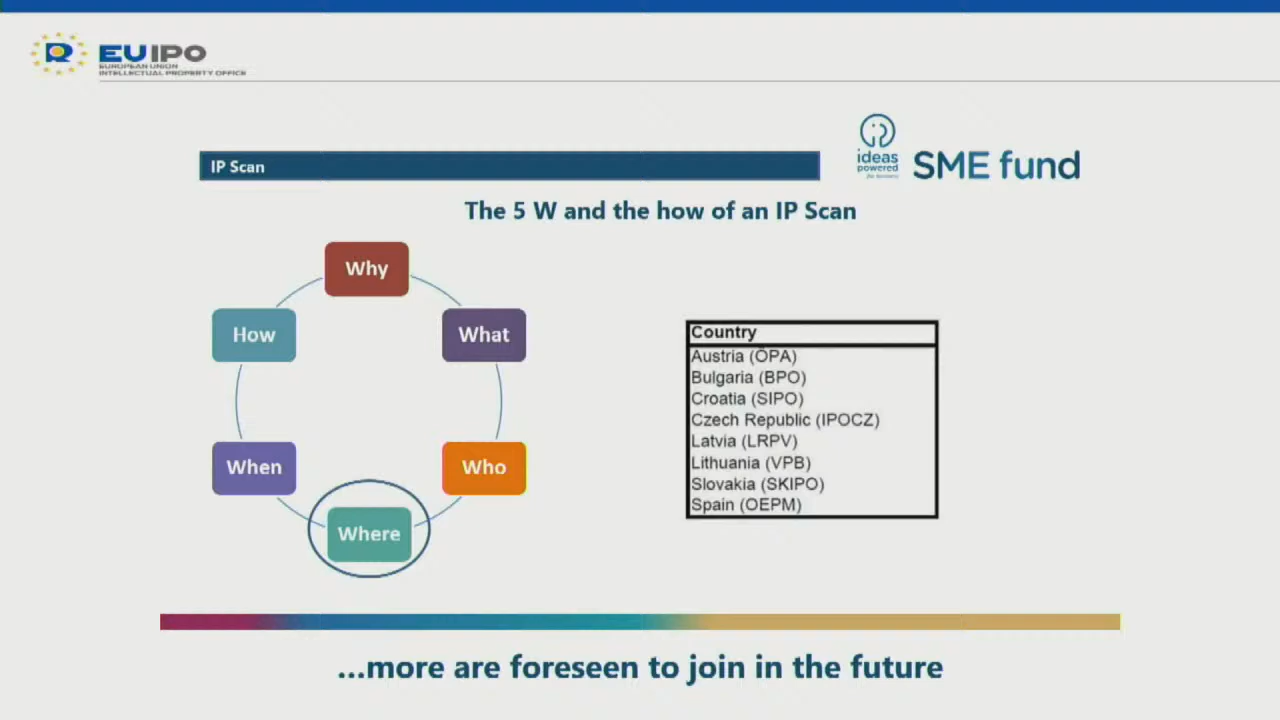 EUIPO
EUROPEAN UNION
INTELLECTUAL PROPERTY OFFICE
IP Scan
ideas
powered
for business
SME fund
The 5 W and the how of an IP Scan
Why
How
What
When
Who
Where
Country
Austria (ÖPA)
Bulgaria (BPO)
Croatia (SIPO)
Czech Republic (IPOCZ)
Latvia (LRPV)
Lithuania (VPB)
Slovakia (SKIPO)
Spain (OEPM)
...more are foreseen to join in the future